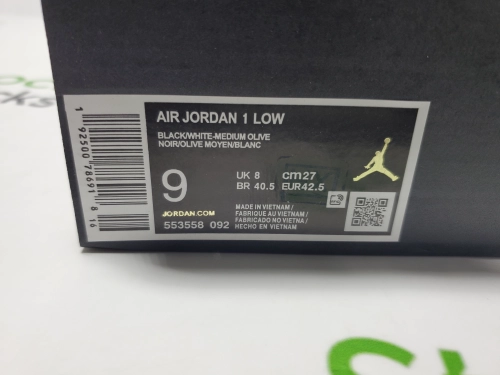 AIR JORDAN 1 LOW
BLACK/WHITE-MEDIUM OLIVE
NOIR/OLIVE MOYEN/BLANC
9
UK 8 cm27
BR 40.5 EUR42.5
JORDAN.COM
553558 092
MADE IN VIETNAM /
FABRIQUÉ AU VIETNAM /
FABRICADO NO VIETNÃ /
HECHO EN VIETNAM
1 92500 78691 8 16